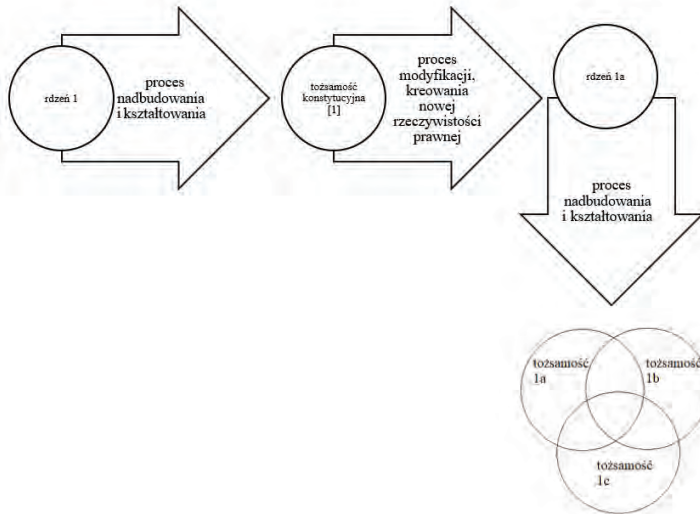 rdzeń 1
proces
nadbudowania
i kształtowania
tożsamość
konstytucyjna
[1]
proces
modyfikacji,
kreowania
nowej
rzeczywistości
prawnej
rdzeń 1a
proces
nadbudowania
i kształtowania
tożsamość
1a
tożsamość
1b
tożsamość
1c